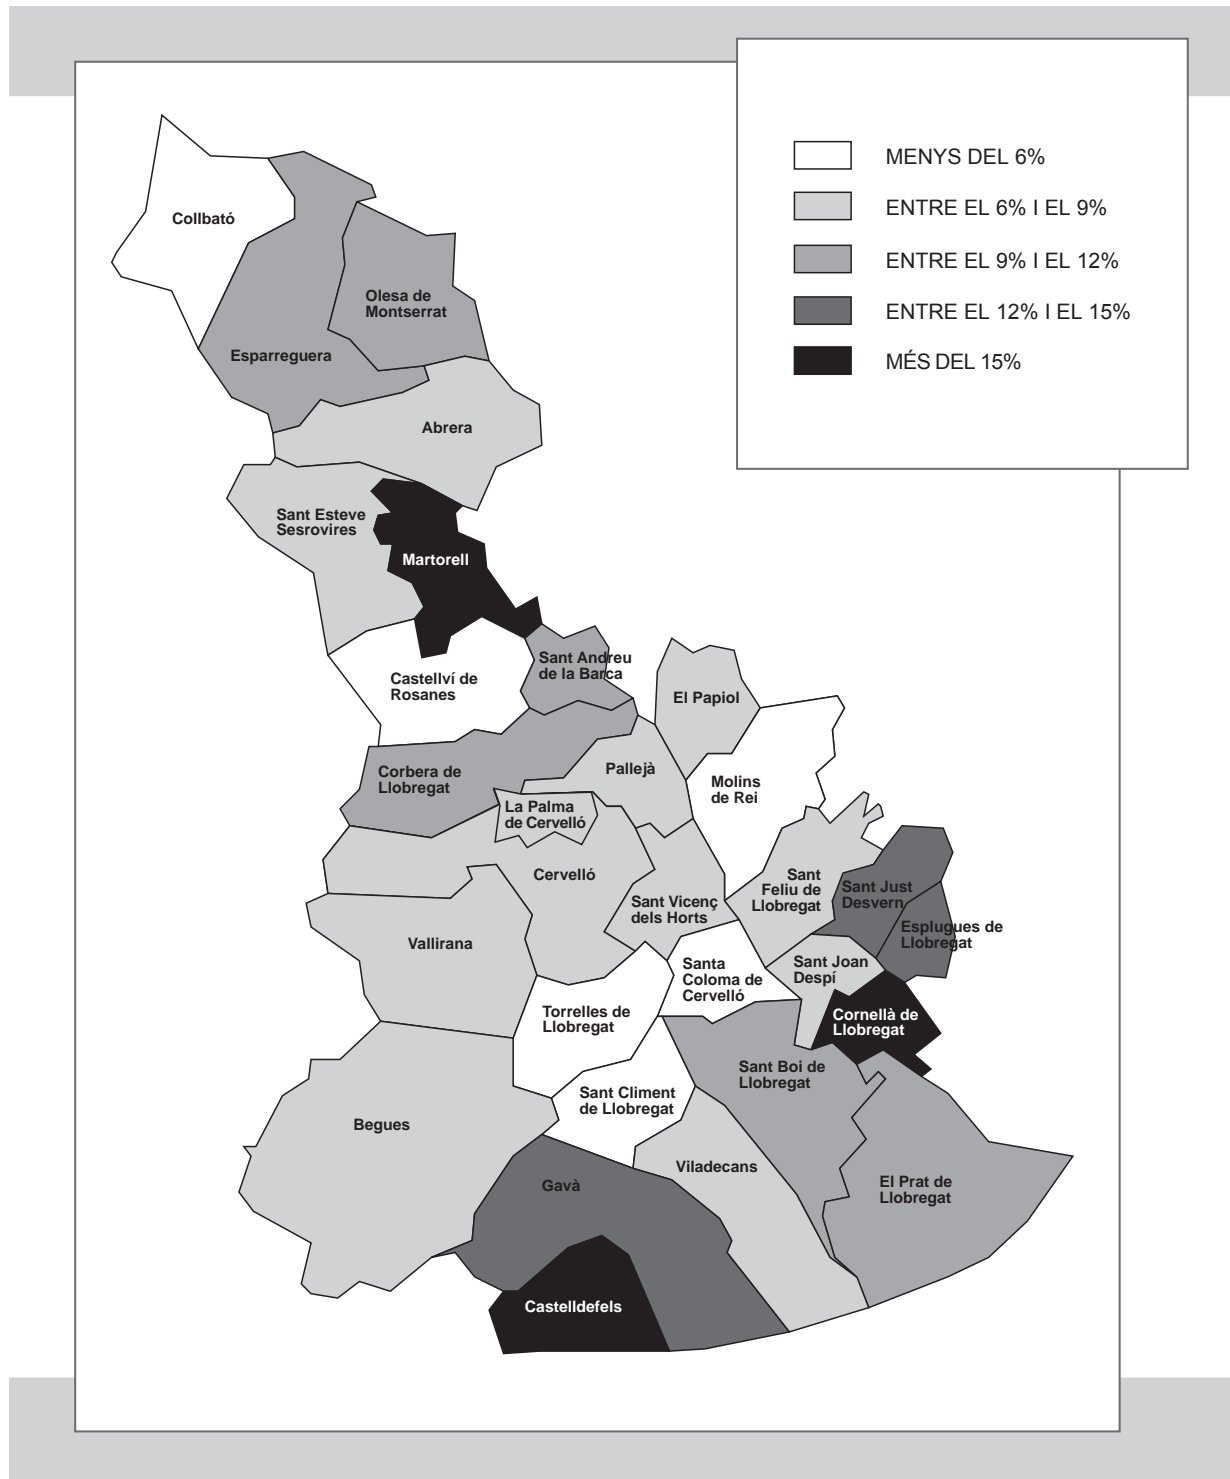 MENYS DEL 6%
ENTRE EL 6% I EL 9%
ENTRE EL 9% I EL 12%
ENTRE EL 12% I EL 15%
MÉS DEL 15%
Collbató
Olesa de
Montserrat
Esparreguera
Abrera
Sant Esteve
Sesrovires
Martorell
Sant Andreu
de la Barca
Castellví de
Rosanes
El Papiol
Corbera de
Llobregat
Pallejà
Molins
de Rei
La Palma
de Cervelló
Cervelló
Sant
Feliu de
Llobregat
Sant Just
Desvern
Sant Vicenç
dels Horts
Esplugues de
Llobregat
Vallirana
Santa
Coloma de
Cervelló
Sant Joan
Despí
Torrelles de
Llobregat
Cornellà de
Llobregat
Sant Boi de
Llobregat
Sant Climent
de Llobregat
Begues
Viladecans
Gavà
El Prat de
Llobregat
Castelldefels